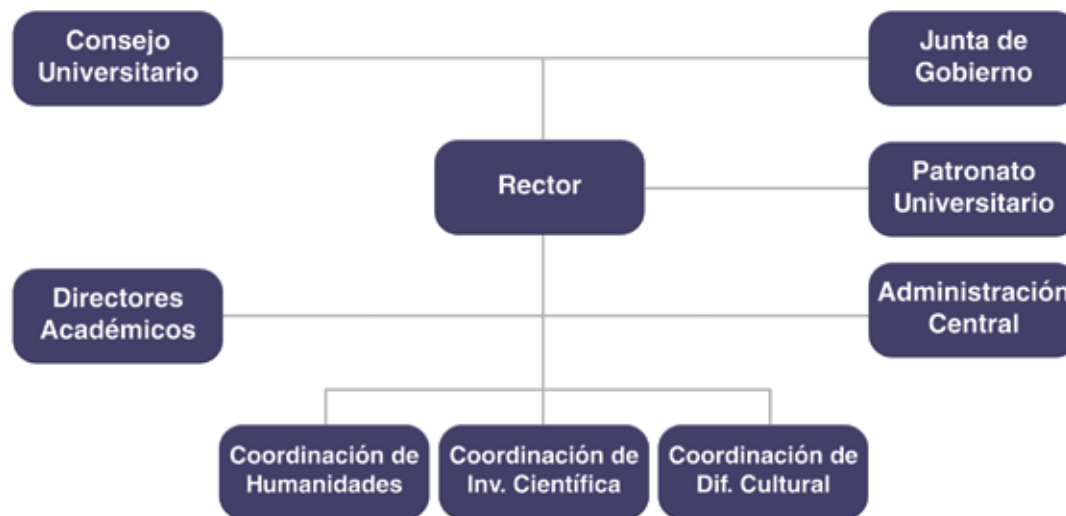 Consejo
Universitario
Junta de
Gobierno
Rector
Patronato
Universitario
Directores
Académicos
Administración
Central
Coordinación de
Humanidades
Coordinación de
Inv. Científica
Coordinación de
Dif. Cultural